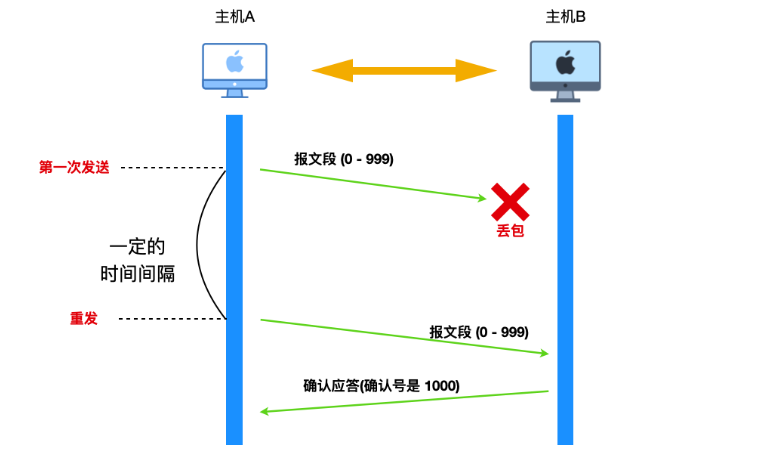 主机A
主机B
报文段 (0 - 999)
第一次发送
丢包
一定的
时间间隔
重发
报文段 (0 - 999)
确认应答(确认号是 1000)